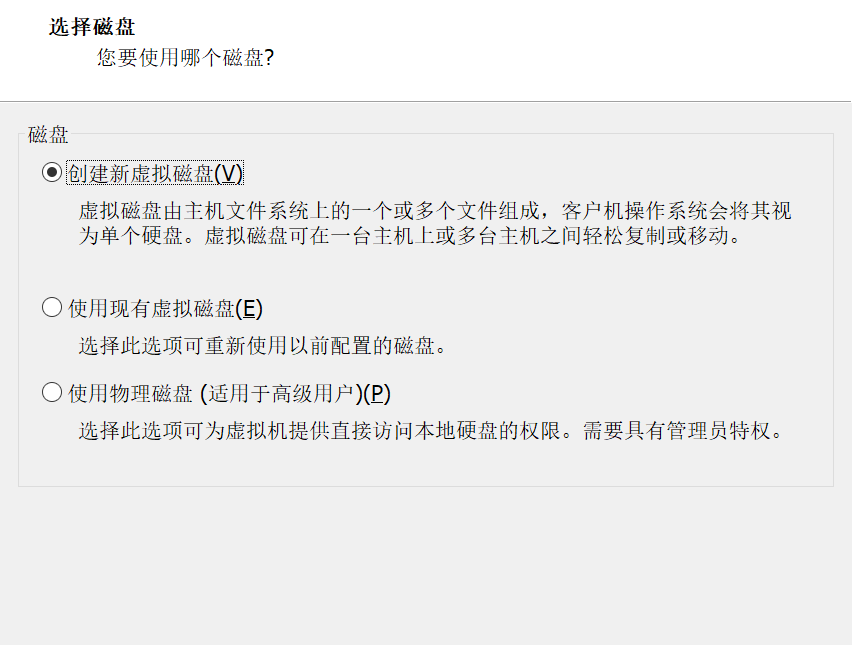 选择磁盘
您要使用哪个磁盘?
磁盘
创建新虚拟磁盘(V)
虚拟磁盘由主机文件系统上的一个或多个文件组成，客户机操作系统会将其视
为单个硬盘。虚拟磁盘可在一台主机上或多台主机之间轻松复制或移动。
使用现有虚拟磁盘(E)
选择此选项可重新使用以前配置的磁盘。
使用物理磁盘 (适用于高级用户)(P)
选择此选项可为虚拟机提供直接访问本地硬盘的权限。需要具有管理员特权。